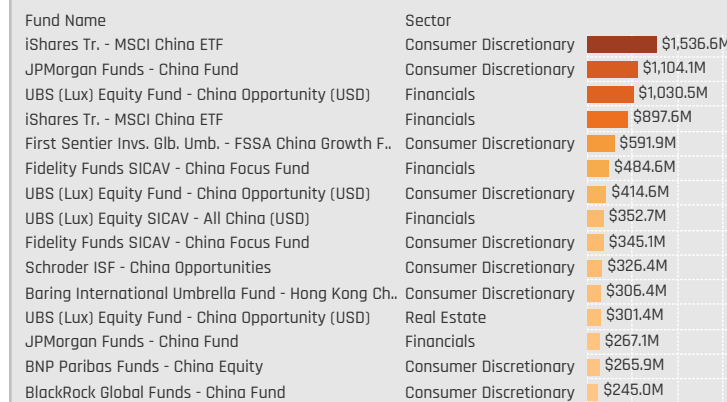 Fund Name Sector
iShares Tr. - MSCI China ETF Consumer Discretionary $1,536.6M
JPMorgan Funds - China Fund Consumer Discretionary $1,104.1M
UBS (Lux) Equity Fund - China Opportunity (USD) Financials $1,030.5M
iShares Tr. - MSCI China ETF Financials $897.6M
First Sentier Invs. Glb. Umb. - FSSA China Growth F.. Consumer Discretionary $591.9M
Fidelity Funds SICAV - China Focus Fund Financials $484.6M
UBS (Lux) Equity Fund - China Opportunity (USD) Consumer Discretionary $414.6M
UBS (Lux) Equity SICAV - All China (USD) Financials $352.7M
Fidelity Funds SICAV - China Focus Fund Consumer Discretionary $345.1M
Schroder ISF - China Opportunities Consumer Discretionary $326.4M
Baring International Umbrella Fund - Hong Kong Ch.. Consumer Discretionary $306.4M
UBS (Lux) Equity Fund - China Opportunity (USD) Real Estate $301.4M
JPMorgan Funds - China Fund Financials $267.1M
BNP Paribas Funds - China Equity Consumer Discretionary $265.9M
BlackRock Global Funds - China Fund Consumer Discretionary $245.0M